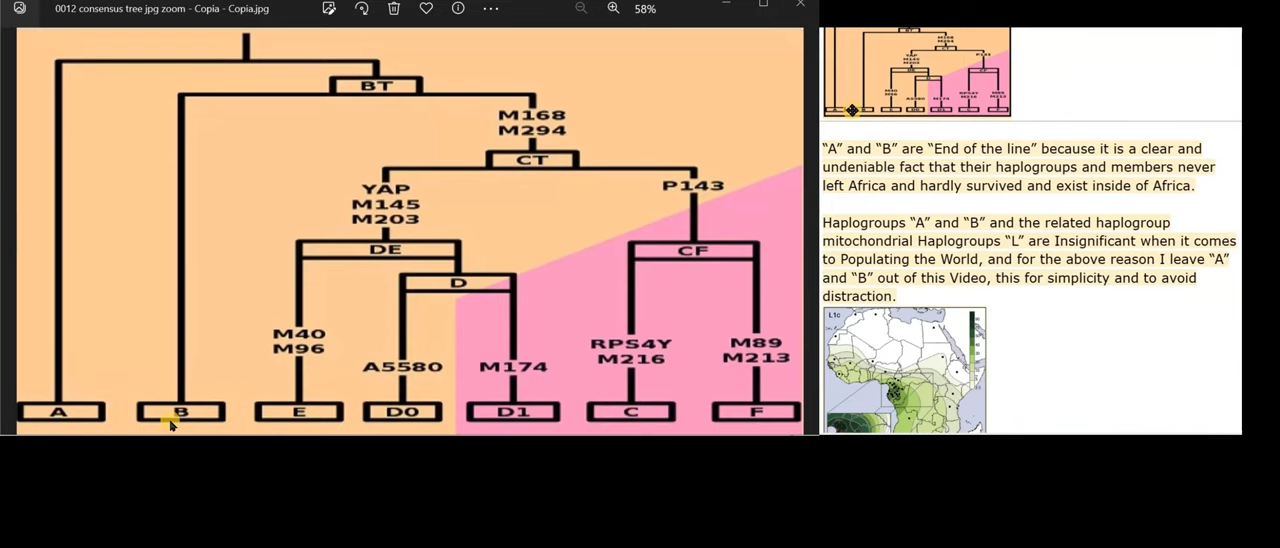 0012 consensus tree jpg zoom - Copia - Copia.jpg
58%
BT
M168
M294
CT
YAP
M145
M203
P143
DE
CF
D
M40
M96
A5580
M174
RPS4Y
M216
M89
M213
A
B
E
D0
D1
C
F
“A” and “B” are “End of the line” because it is a clear and
undeniable fact that their haplogroups and members never
left Africa and hardly survived and exist inside of Africa.
Haplogroups “A” and “B” and the related haplogroup
mitochondrial Haplogroups “L” are Insignificant when it comes
to Populating the World, and for the above reason I leave “A”
and “B” out of this Video, this for simplicity and to avoid
distraction.
L1c